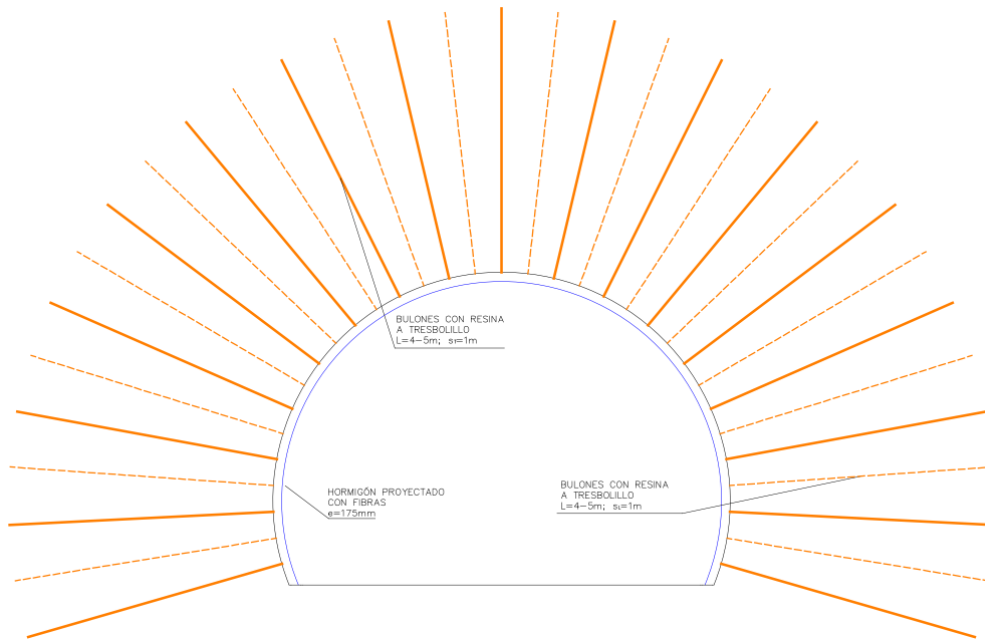 BULONES CON RESINA
A TRESBOLILLO
L=4-5m; sₜ=1m
HORMIGÓN PROYECTADO
CON FIBRAS
e=175mm
BULONES CON RESINA
A TRESBOLILLO
L=4-5m; sʟ=1m